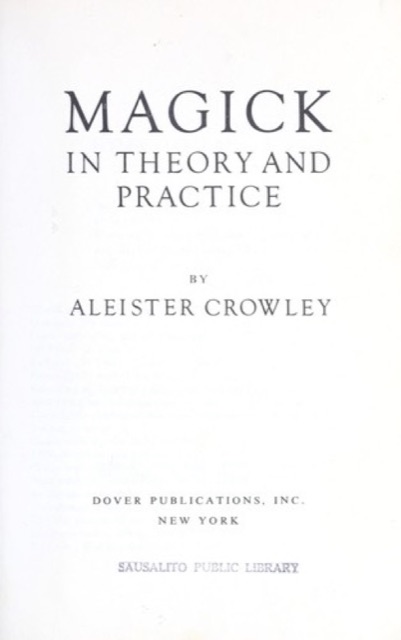 MAGICK
IN THEORY AND
PRACTICE
BY
ALEISTER CROWLEY
DOVER PUBLICATIONS, INC.
NEW YORK
SAUSALITO PUBLIC LIBRARY